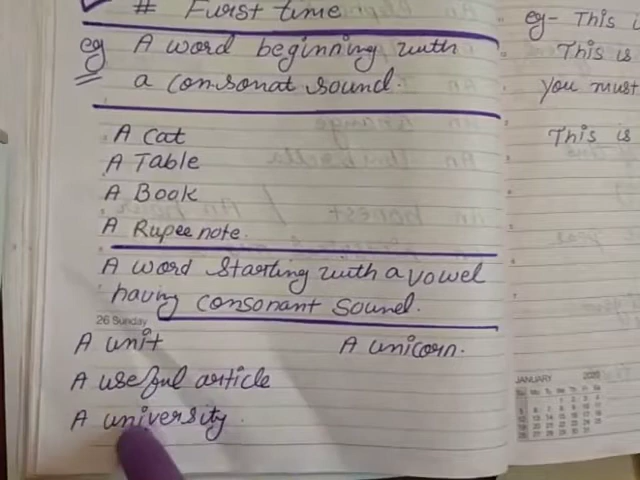 # First time
eg A word beginning with
a consonat sound.
A cat
A Table
A Book
A Rupee note.
A word starting with a vowel
having consonant sound.
26 Sunday
A unit
A unicorn.
A useful article
A university.
eg- This i
This is
you must
This is
JANUARY 2020